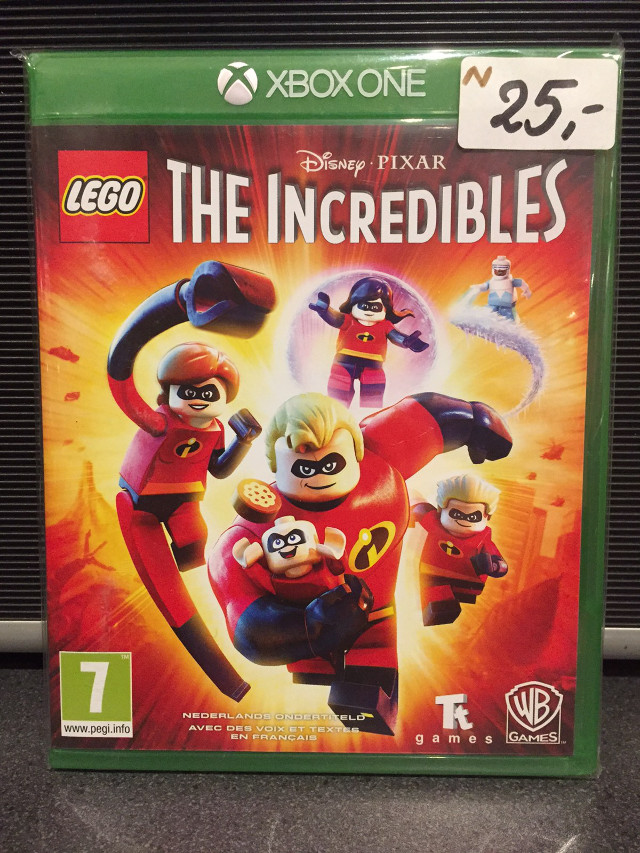 XBOX ONE
N 25,-
Disney · PIXAR
LEGO
THE INCREDIBLES
7
www.pegi.info
NEDERLANDS ONDERTITELD
AVEC DES VOIX ET TEXTES
EN FRANÇAIS
Tt
games
WB
GAMES